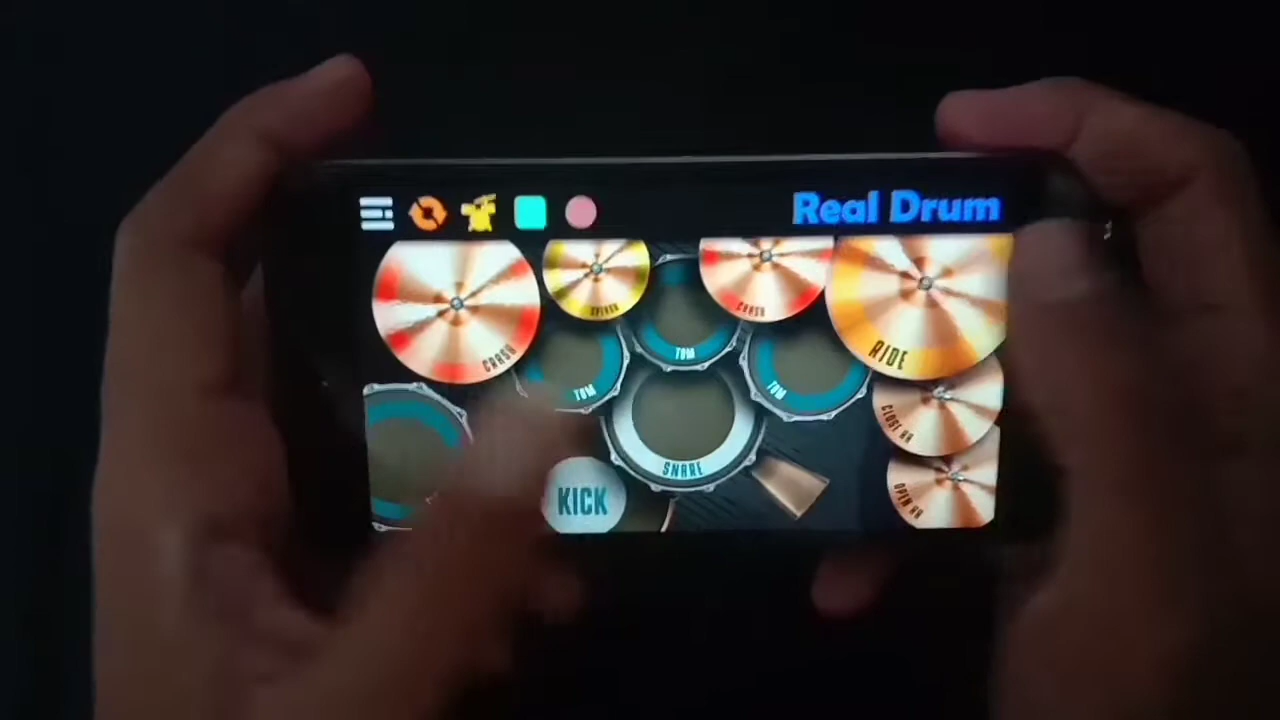 Real Drum
CRASH
SPLASH
CRASH
RIDE
TOM
TOM
TOM
CLOSE HH
SNARE
KICK
OPEN HH